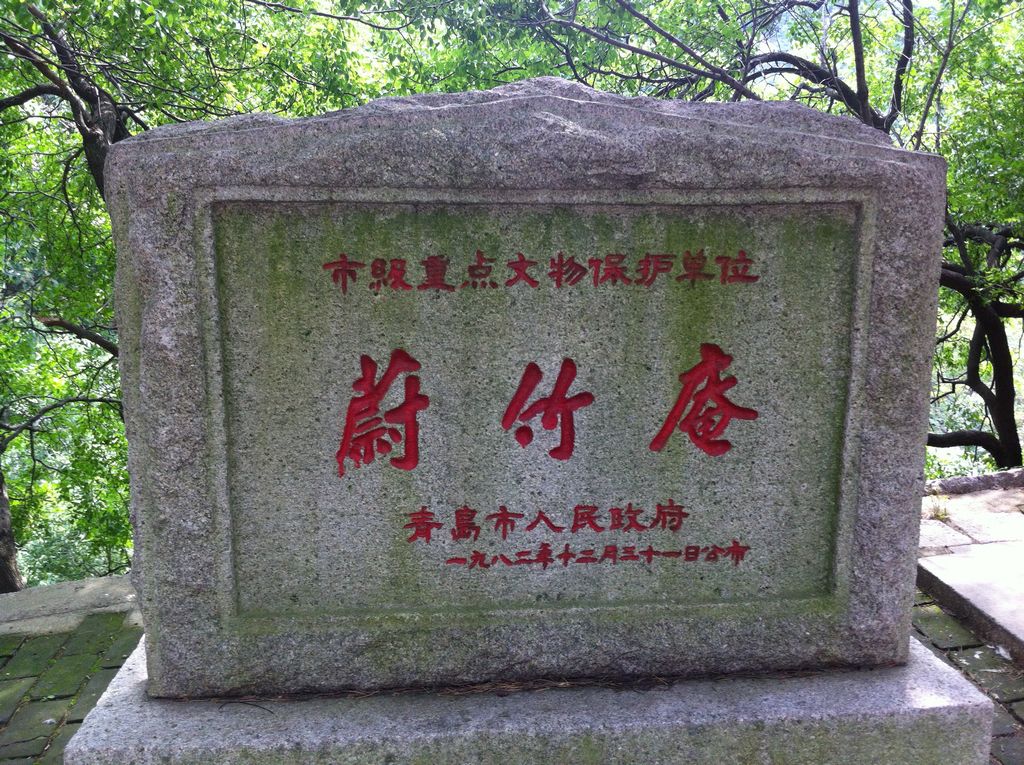 市级重点文物保护单位
蔚竹庵
青岛市人民政府
一九八二年十二月三十一日公布